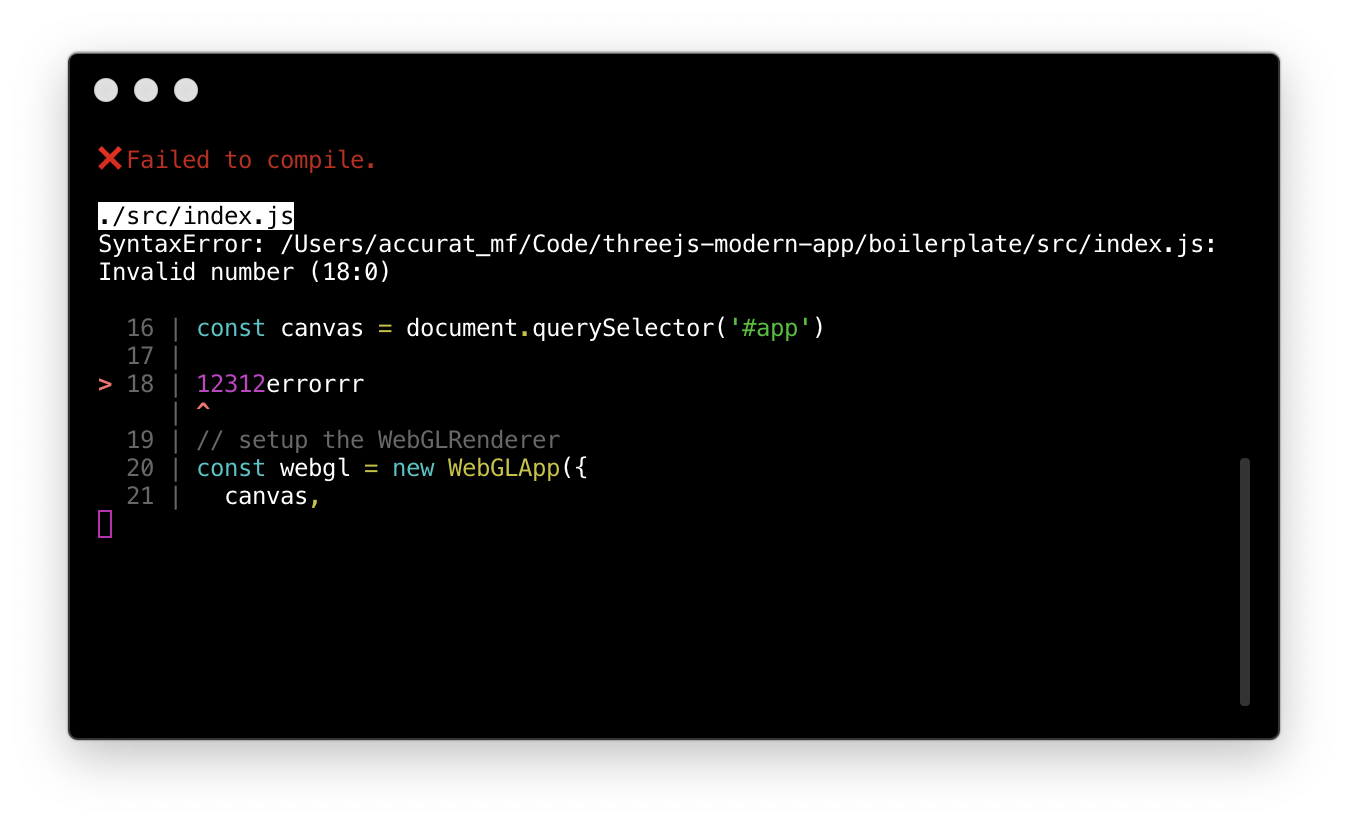 ❌Failed to compile.
./src/index.js
SyntaxError: /Users/accurat_mf/Code/threejs-modern-app/boilerplate/src/index.js:
Invalid number (18:0)
  16 | const canvas = document.querySelector('#app')
  17 |
> 18 | 12312errorrr
     | ^
  19 | // setup the WebGLRenderer
  20 | const webgl = new WebGLApp({
  21 |   canvas,